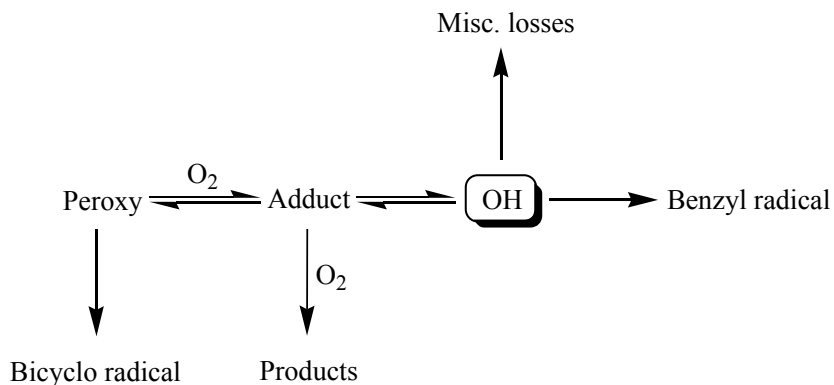 Misc. losses
O₂
Peroxy Adduct OH Benzyl radical
O₂
Bicyclo radical Products